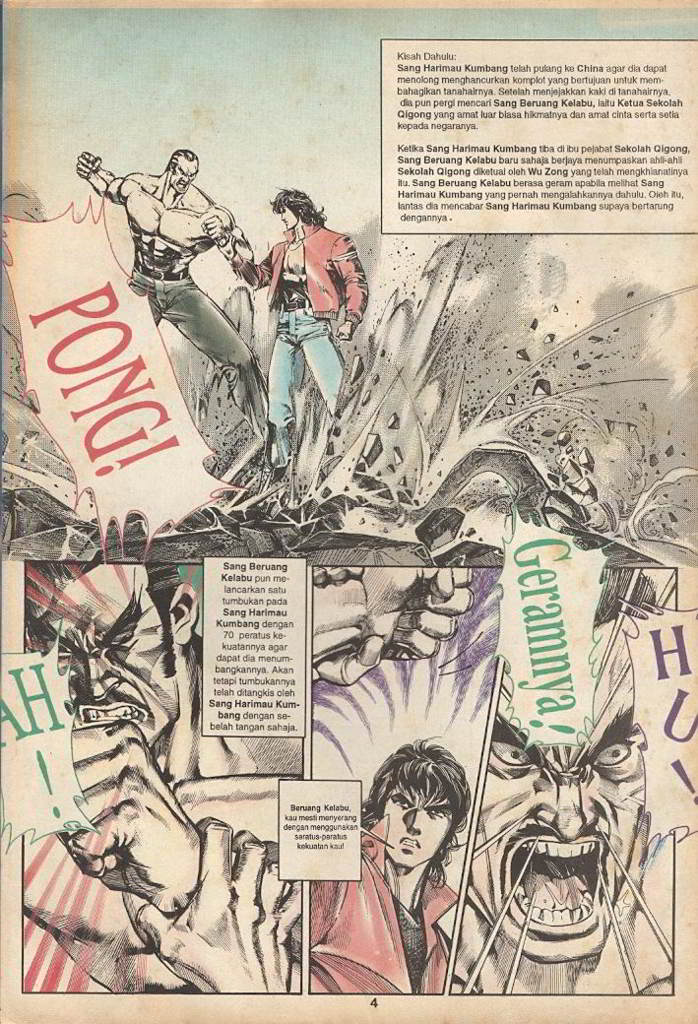 Kisah Dahulu:
Sang Harimau Kumbang telah pulang ke China agar dia dapat
menolong menghancurkan komplot yang bertujuan untuk mem-
bahagikan tanahairnya. Setelah menjejakkan kaki di tanahairnya,
dia pun pergi mencari Sang Beruang Kelabu, iaitu Ketua Sekolah
Qigong yang amat luar biasa hikmatnya dan amat cinta serta setia
kepada negaranya.
Ketika Sang Harimau Kumbang tiba di ibu pejabat Sekolah Qigong,
Sang Beruang Kelabu baru sahaja berjaya menumpaskan ahli-ahli
Sekolah Qigong diketuai oleh Wu Zong yang telah mengkhianatinya
itu. Sang Beruang Kelabu berasa geram apabila melihat Sang
Harimau Kumbang yang pernah mengalahkannya dahulu. Oleh itu,
lantas dia mencabar Sang Harimau Kumbang supaya bertarung
dengannya.
PONG!
Sang Beruang
Kelabu pun me-
lancarkan satu
tumbukan pada
Sang Harimau
Kumbang dengan
70 peratus ke-
kuatannya agar
dapat dia menum-
bangkannya. Akan
tetapi tumbukannya
telah ditangkis oleh
Sang Harimau Kum-
bang dengan se-
belah tangan sahaja.
AH!
Beruang Kelabu,
kau mesti menyerang
dengan menggunakan
saratus-peratus
kekuatan kau!
Geramnya!
HU!
4